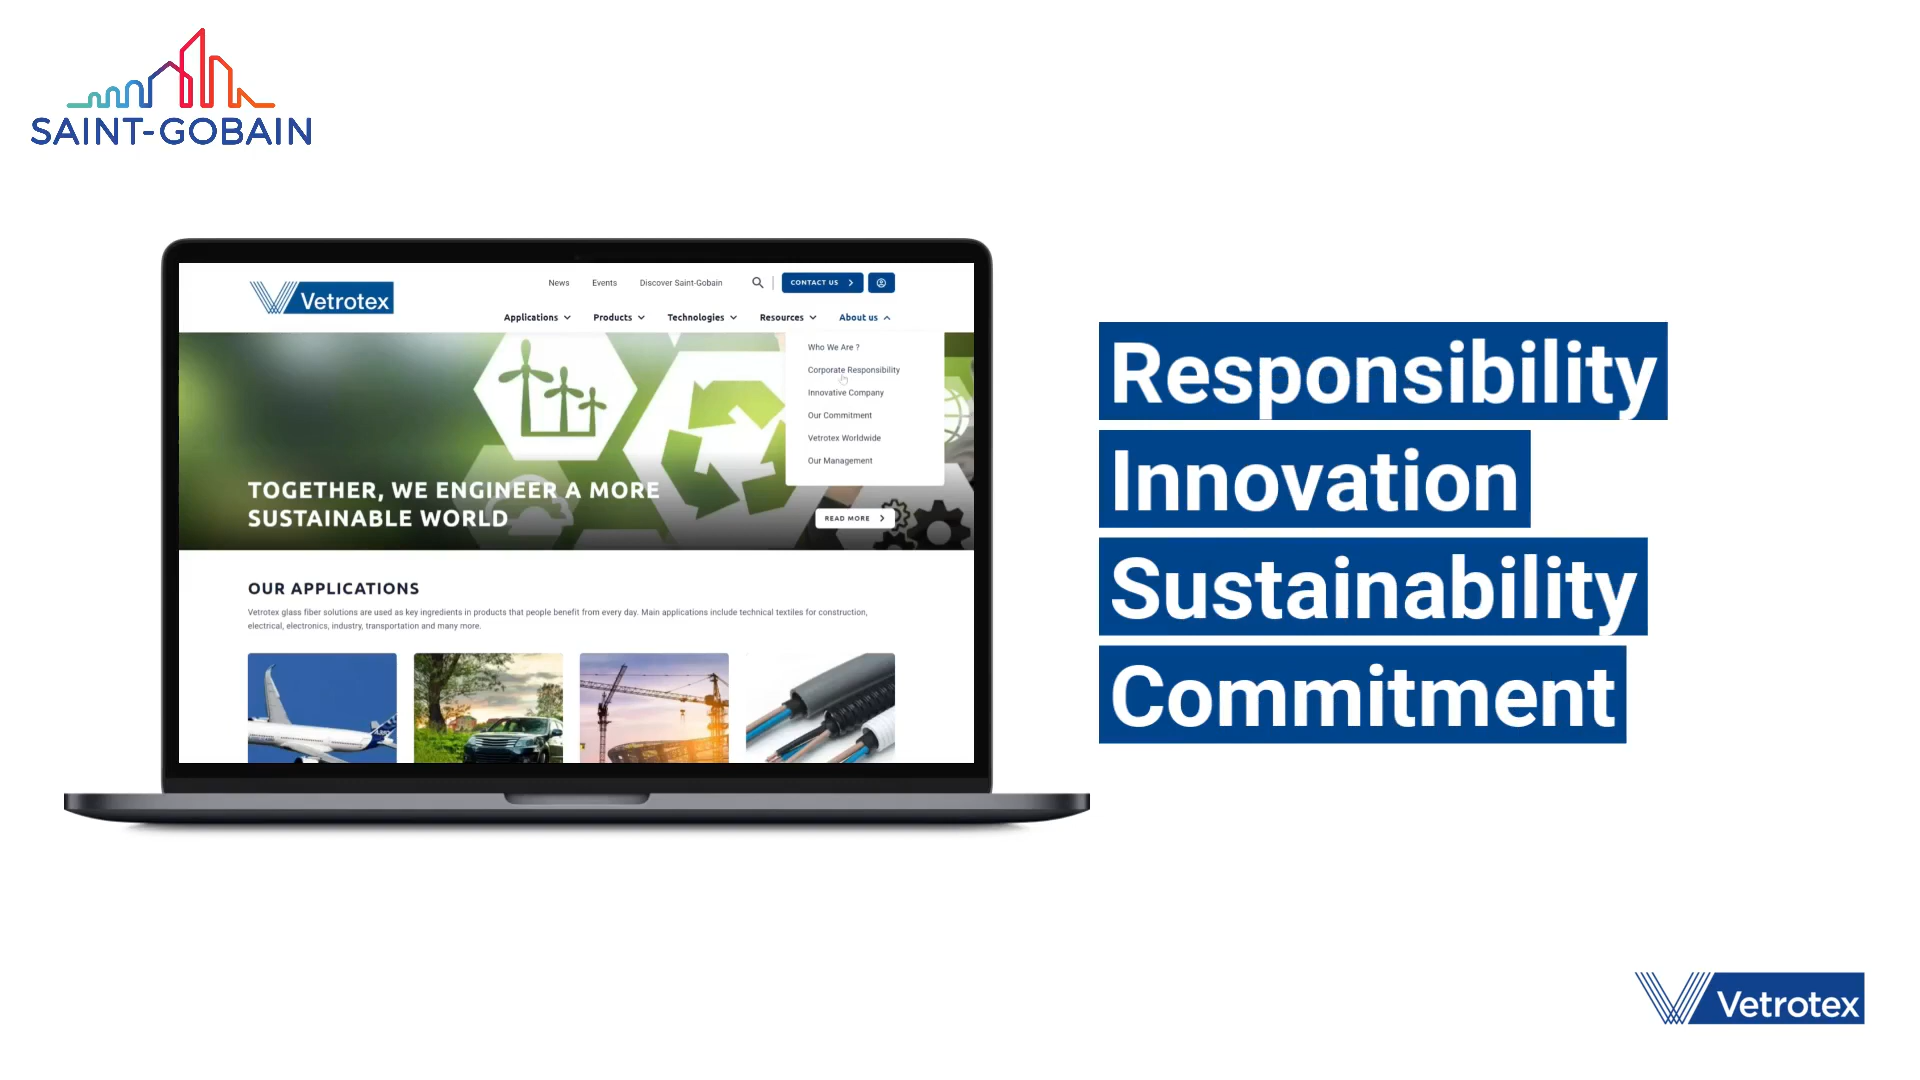 SAINT-GOBAIN
Vetrotex
News Events Discover Saint-Gobain CONTACT US
Applications Products Technologies Resources About us
Who We Are ?
Corporate Responsibility
Innovative Company
Our Commitment
Vetrotex Worldwide
Our Management
TOGETHER, WE ENGINEER A MORE
SUSTAINABLE WORLD
READ MORE
OUR APPLICATIONS
Vetrotex glass fiber solutions are used as key ingredients in products that people benefit from every day. Main applications include technical textiles for construction,
electrical, electronics, industry, transportation and many more.
Responsibility
Innovation
Sustainability
Commitment
Vetrotex